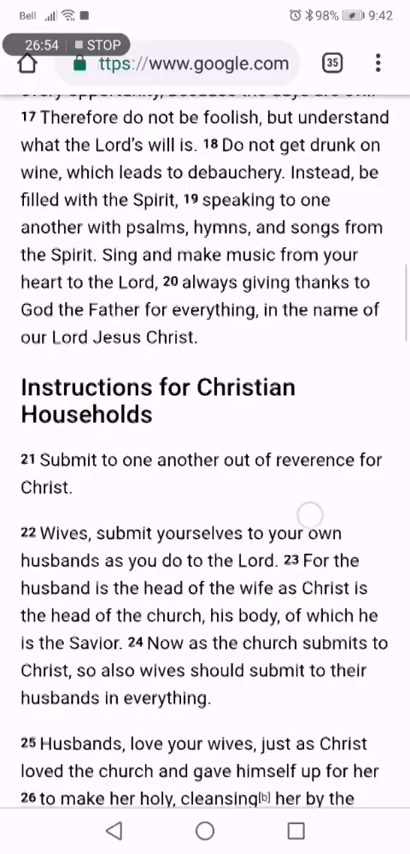 Bell 98% 9:42
26:54 STOP
ttps://www.google.com 35
every opportunity, because the days are evil.
17 Therefore do not be foolish, but understand
what the Lord's will is. 18 Do not get drunk on
wine, which leads to debauchery. Instead, be
filled with the Spirit, 19 speaking to one
another with psalms, hymns, and songs from
the Spirit. Sing and make music from your
heart to the Lord, 20 always giving thanks to
God the Father for everything, in the name of
our Lord Jesus Christ.
Instructions for Christian
Households
21 Submit to one another out of reverence for
Christ.
22 Wives, submit yourselves to your own
husbands as you do to the Lord. 23 For the
husband is the head of the wife as Christ is
the head of the church, his body, of which he
is the Savior. 24 Now as the church submits to
Christ, so also wives should submit to their
husbands in everything.
25 Husbands, love your wives, just as Christ
loved the church and gave himself up for her
26 to make her holy, cleansing[b] her by the